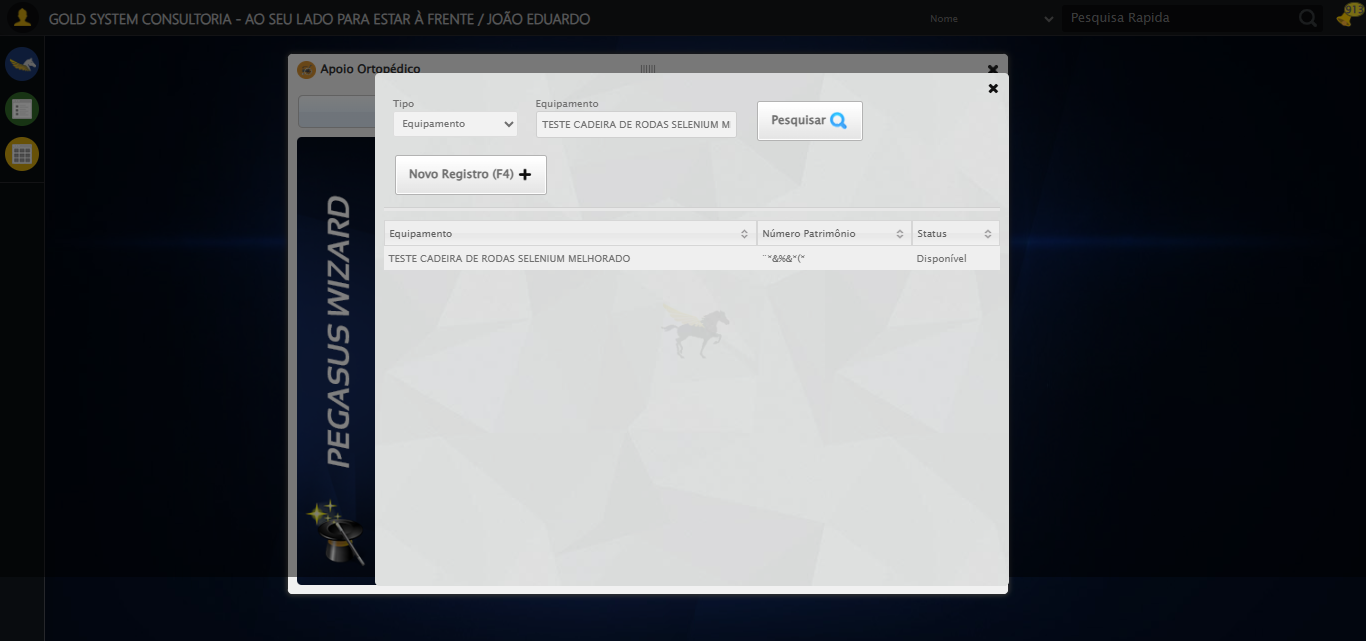 GOLD SYSTEM CONSULTORIA - AO SEU LADO PARA ESTAR À FRENTE / JOÃO EDUARDO
Nome
Pesquisa Rapida
913
Apoio Ortopédico
Tipo
Equipamento
Equipamento
TESTE CADEIRA DE RODAS SELENIUM M
Pesquisar
Novo Registro (F4)
Equipamento
Número Patrimônio
Status
TESTE CADEIRA DE RODAS SELENIUM MELHORADO
¨*&%&*(*
Disponível
PEGASUS WIZARD